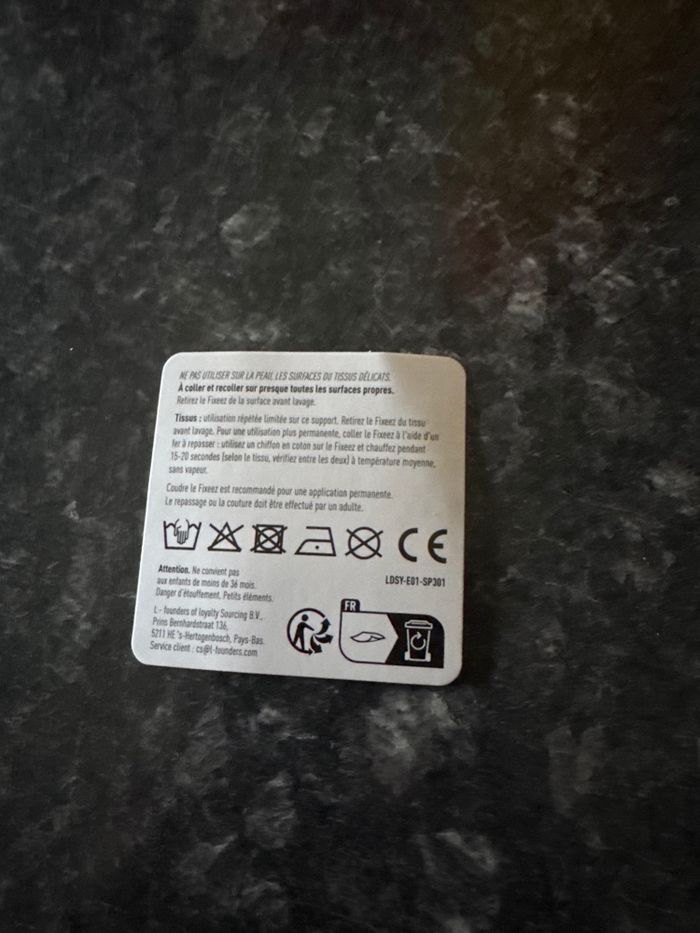 NE PAS UTILISER SUR LA PEAU, LES SURFACES OU TISSUS DÉLICATS.
À coller et recoller sur presque toutes les surfaces propres.
Retirez le Fixeez de la surface avant lavage.
Tissus : utilisation répétée limitée sur ce support. Retirez le Fixeez du tissu
avant lavage. Pour une utilisation plus permanente, coller le Fixeez à l'aide d'un
fer à repasser : utilisez un chiffon en coton sur le Fixeez et chauffez pendant
15-20 secondes (selon le tissu, vérifiez entre les deux) à température moyenne,
sans vapeur.
Coudre le Fixeez est recommandé pour une application permanente.
Le repassage ou la couture doit être effectué par un adulte.
CE
Attention. Ne convient pas
aux enfants de moins de 36 mois.
Danger d'étouffement. Petits éléments.
LDSY-E01-SP301
L - founders of loyalty Sourcing B.V.,
Prins Bernhardstraat 136,
5211 HE 's-Hertogenbosch, Pays-Bas.
Service client : cs@l-founders.com
FR